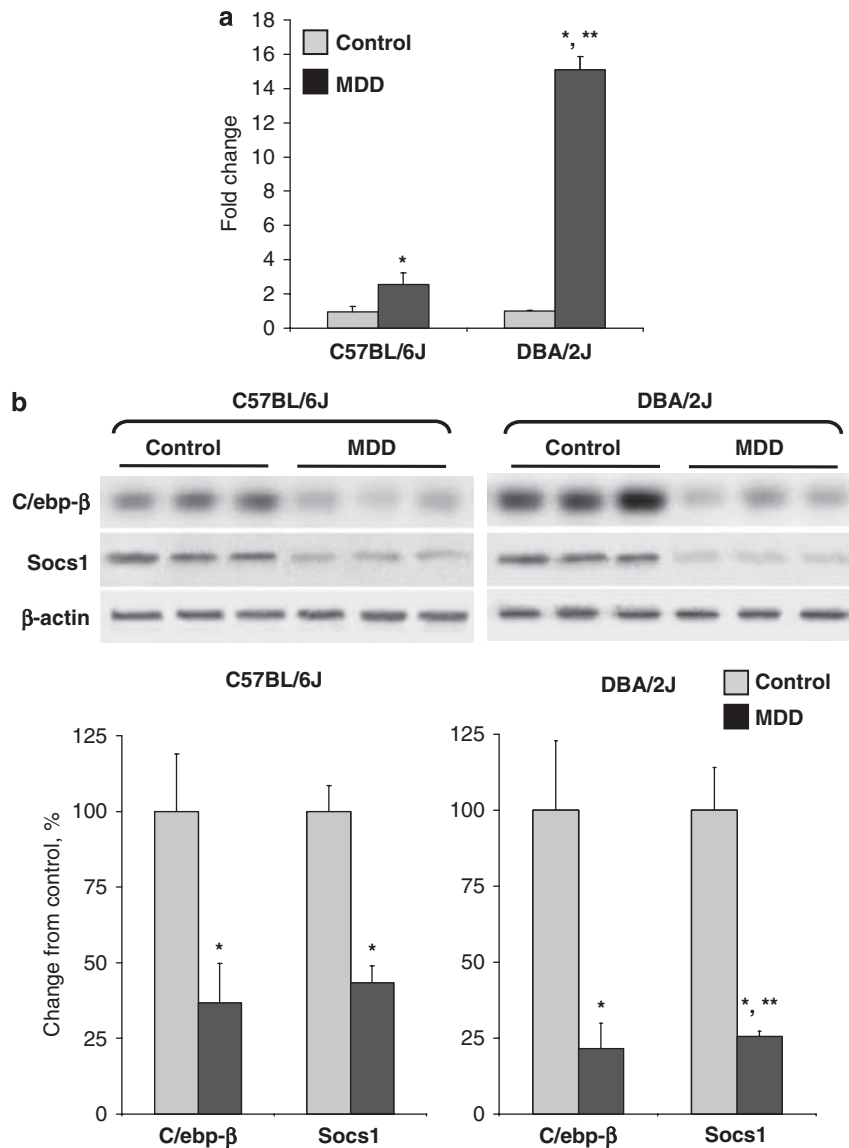 a
18
16
14
12
10
8
6
4
2
0
Fold change
Control
MDD
*
*, **
C57BL/6J
DBA/2J
b
C57BL/6J
DBA/2J
Control
MDD
Control
MDD
C/ebp-β
Socs1
β-actin
C57BL/6J
DBA/2J
Control
MDD
Change from control, %
125
100
75
50
25
0
*
*
C/ebp-β
Socs1
125
100
75
50
25
0
*
*, **
C/ebp-β
Socs1